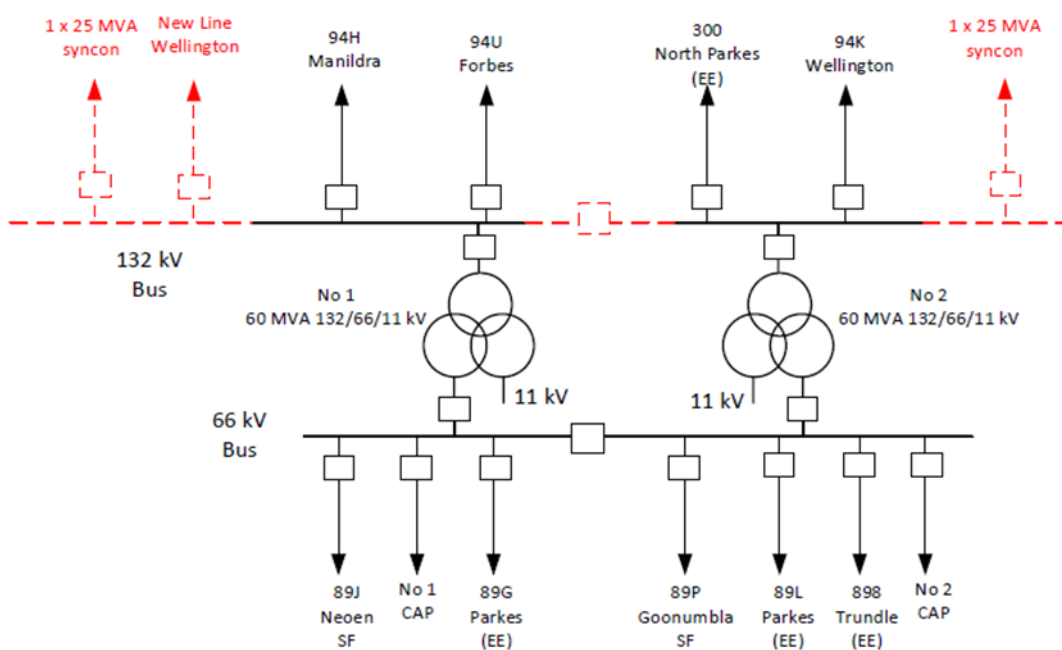 1 x 25 MVA
syncon
New Line
Wellington
94H
Manildra
94U
Forbes
300
North Parkes
(EE)
94K
Wellington
1 x 25 MVA
syncon
132 kV
Bus
No 1
60 MVA 132/66/11 kV
No 2
60 MVA 132/66/11 kV
11 kV
11 kV
66 kV
Bus
89J
Neoen
SF
No 1
CAP
89G
Parkes
(EE)
89P
Goonumbla
SF
89L
Parkes
(EE)
898
Trundle
(EE)
No 2
CAP